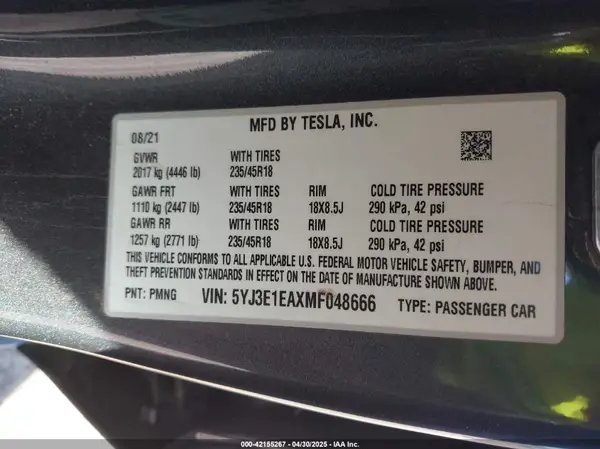 MFD BY TESLA, INC.
08/21
GVWR WITH TIRES
2017 kg (4446 lb) 235/45R18
GAWR FRT WITH TIRES RIM COLD TIRE PRESSURE
1110 kg (2447 lb) 235/45R18 18X8.5J 290 kPa, 42 psi
GAWR RR WITH TIRES RIM COLD TIRE PRESSURE
1257 kg (2771 lb) 235/45R18 18X8.5J 290 kPa, 42 psi
THIS VEHICLE CONFORMS TO ALL APPLICABLE U.S. FEDERAL MOTOR VEHICLE SAFETY, BUMPER, AND
THEFT PREVENTION STANDARDS IN EFFECT ON THE DATE OF MANUFACTURE SHOWN ABOVE.
PNT: PMNG VIN: 5YJ3E1EAXMF048666 TYPE: PASSENGER CAR
000-42155267 - 04/30/2025 - IAA Inc.